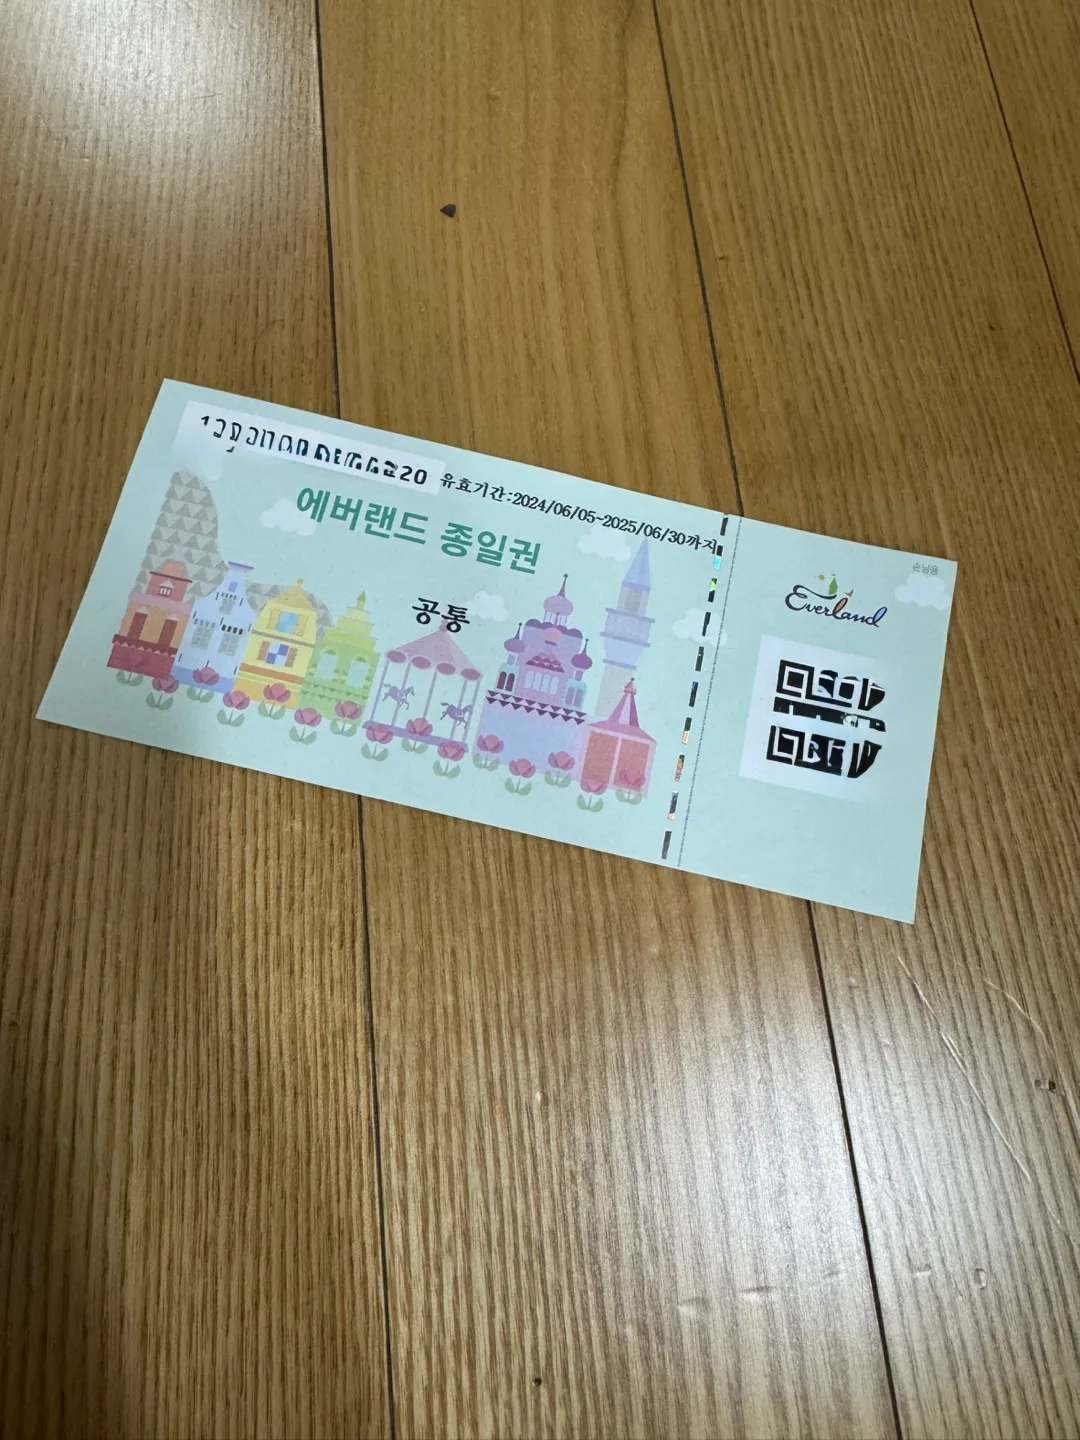 유효기간:2024/06/05~2025/06/30까지
에버랜드 종일권
공통
손님용
Everland